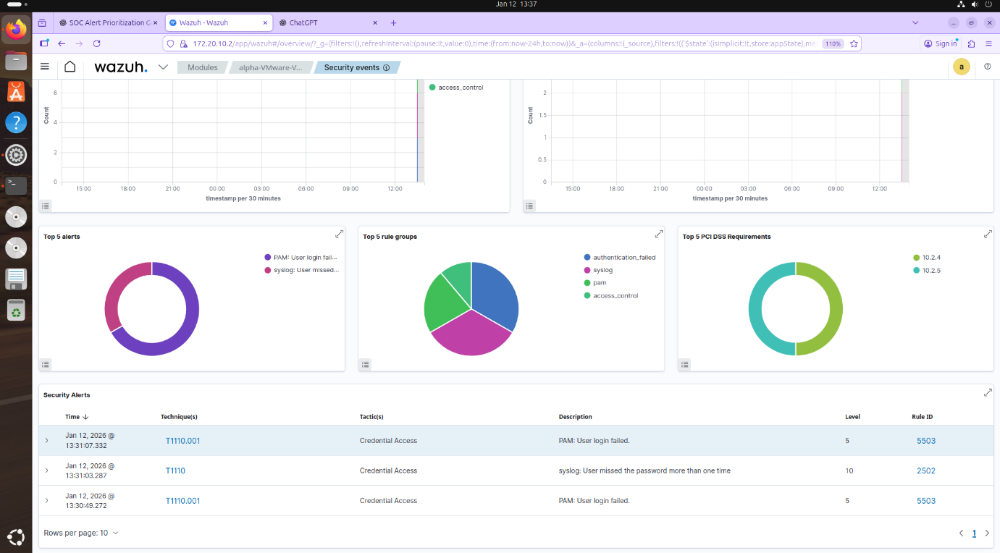 Jan 12 13:37
SOC Alert Prioritization G
Wazuh - Wazuh
ChatGPT
172.20.10.2/app/wazuh#/overview/?_g=(filters:!(),refreshInterval:(pause:!t,value:0),time:(from:now-24h,to:now))&_a=(columns:!(_source),filters:!(('$state':(isImplicit:!t,store:appState),me
110%
Sign in
wazuh.
Modules
alpha-VMware-V...
Security events
a
6
4
2
0
Count
15:00 18:00 21:00 00:00 03:00 06:00 09:00 12:00
timestamp per 30 minutes
access_control
2
1.5
1
0.5
0
Count
15:00 18:00 21:00 00:00 03:00 06:00 09:00 12:00
timestamp per 30 minutes
Top 5 alerts
PAM: User login fail...
syslog: User missed...
Top 5 rule groups
authentication_failed
syslog
pam
access_control
Top 5 PCI DSS Requirements
10.2.4
10.2.5
Security Alerts
Time Technique(s) Tactic(s) Description Level Rule ID
Jan 12, 2026 @
13:31:07.332 T1110.001 Credential Access PAM: User login failed. 5 5503
Jan 12, 2026 @
13:31:03.287 T1110 Credential Access syslog: User missed the password more than one time 10 2502
Jan 12, 2026 @
13:30:49.272 T1110.001 Credential Access PAM: User login failed. 5 5503
Rows per page: 10
1